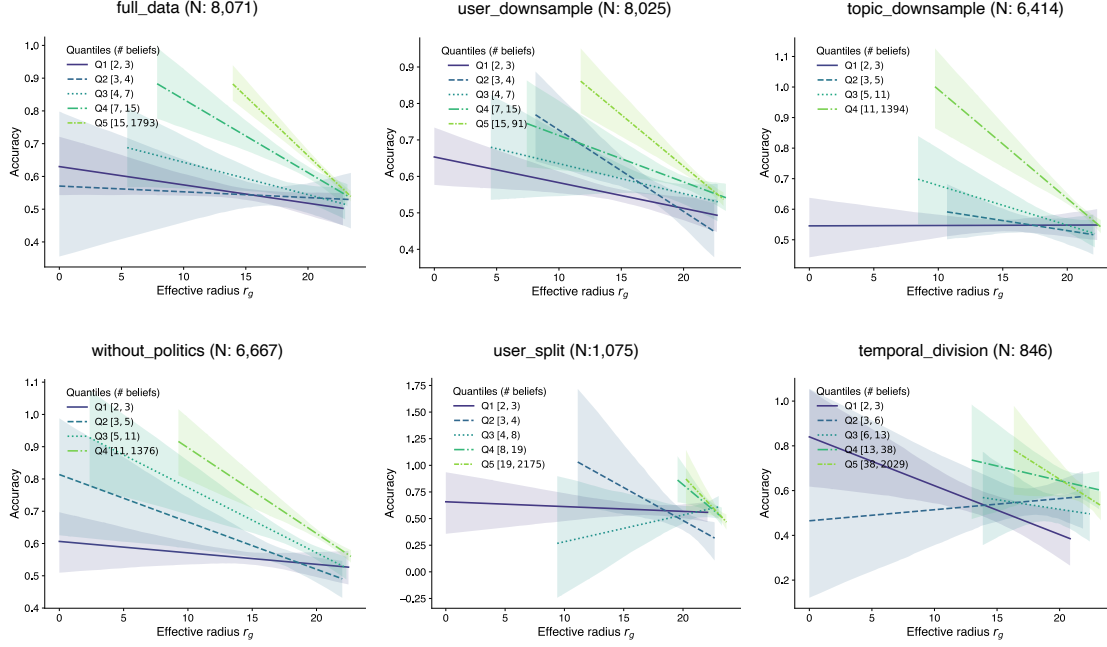 full_data (N: 8,071)
Accuracy
1.0
0.9
0.8
0.7
0.6
0.5
0.4
Quantiles (# beliefs)
Q1 [2, 3)
Q2 [3, 4)
Q3 [4, 7)
Q4 [7, 15)
Q5 [15, 1793)
0 5 10 15 20
Effective radius r_g
user_downsample (N: 8,025)
Accuracy
0.9
0.8
0.7
0.6
0.5
0.4
Quantiles (# beliefs)
Q1 [2, 3)
Q2 [3, 4)
Q3 [4, 7)
Q4 [7, 15)
Q5 [15, 91)
0 5 10 15 20
Effective radius r_g
topic_downsample (N: 6,414)
Accuracy
1.1
1.0
0.9
0.8
0.7
0.6
0.5
Quantiles (# beliefs)
Q1 [2, 3)
Q2 [3, 5)
Q3 [5, 11)
Q4 [11, 1394)
0 5 10 15 20
Effective radius r_g
without_politics (N: 6,667)
Accuracy
1.1
1.0
0.9
0.8
0.7
0.6
0.5
0.4
Quantiles (# beliefs)
Q1 [2, 3)
Q2 [3, 5)
Q3 [5, 11)
Q4 [11, 1376)
0 5 10 15 20
Effective radius r_g
user_split (N:1,075)
Accuracy
1.75
1.50
1.25
1.00
0.75
0.50
0.25
0.00
−0.25
Quantiles (# beliefs)
Q1 [2, 3)
Q2 [3, 4)
Q3 [4, 8)
Q4 [8, 19)
Q5 [19, 2175)
0 5 10 15 20
Effective radius r_g
temporal_division (N: 846)
Accuracy
1.0
0.8
0.6
0.4
0.2
Quantiles (# beliefs)
Q1 [2, 3)
Q2 [3, 6)
Q3 [6, 13)
Q4 [13, 38)
Q5 [38, 2029)
0 5 10 15 20
Effective radius r_g